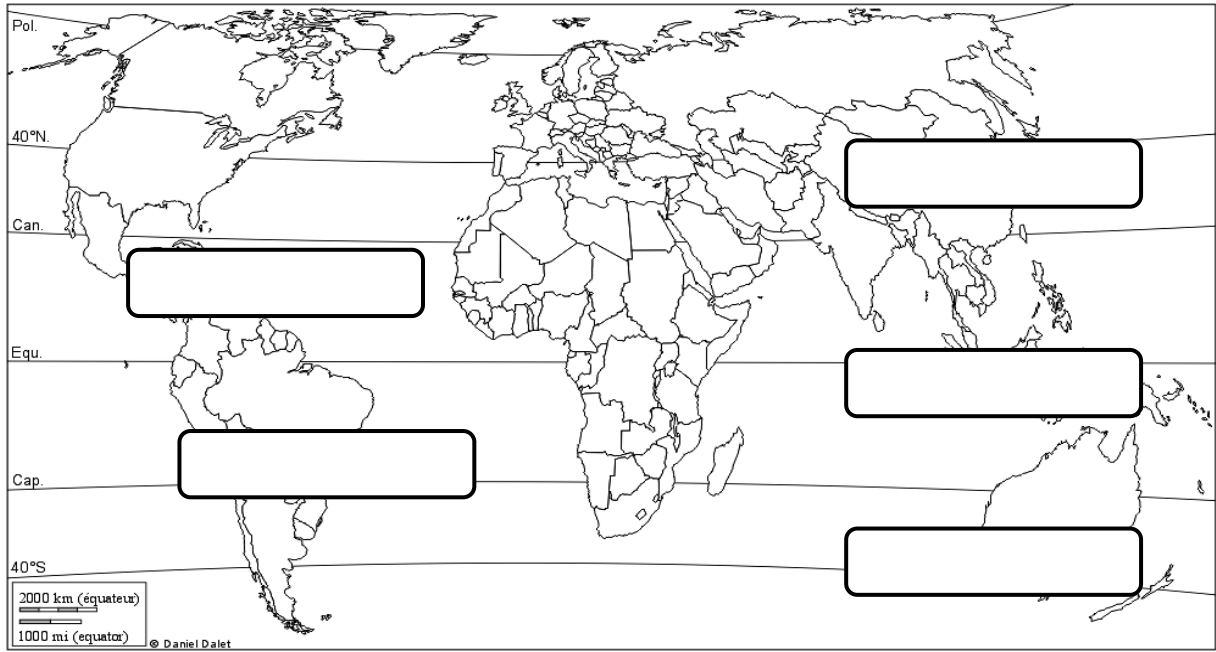 Pol.
40°N.
Can.
Equ.
Cap.
40°S
2000 km (équateur)
1000 mi (equator)
© Daniel Dalet